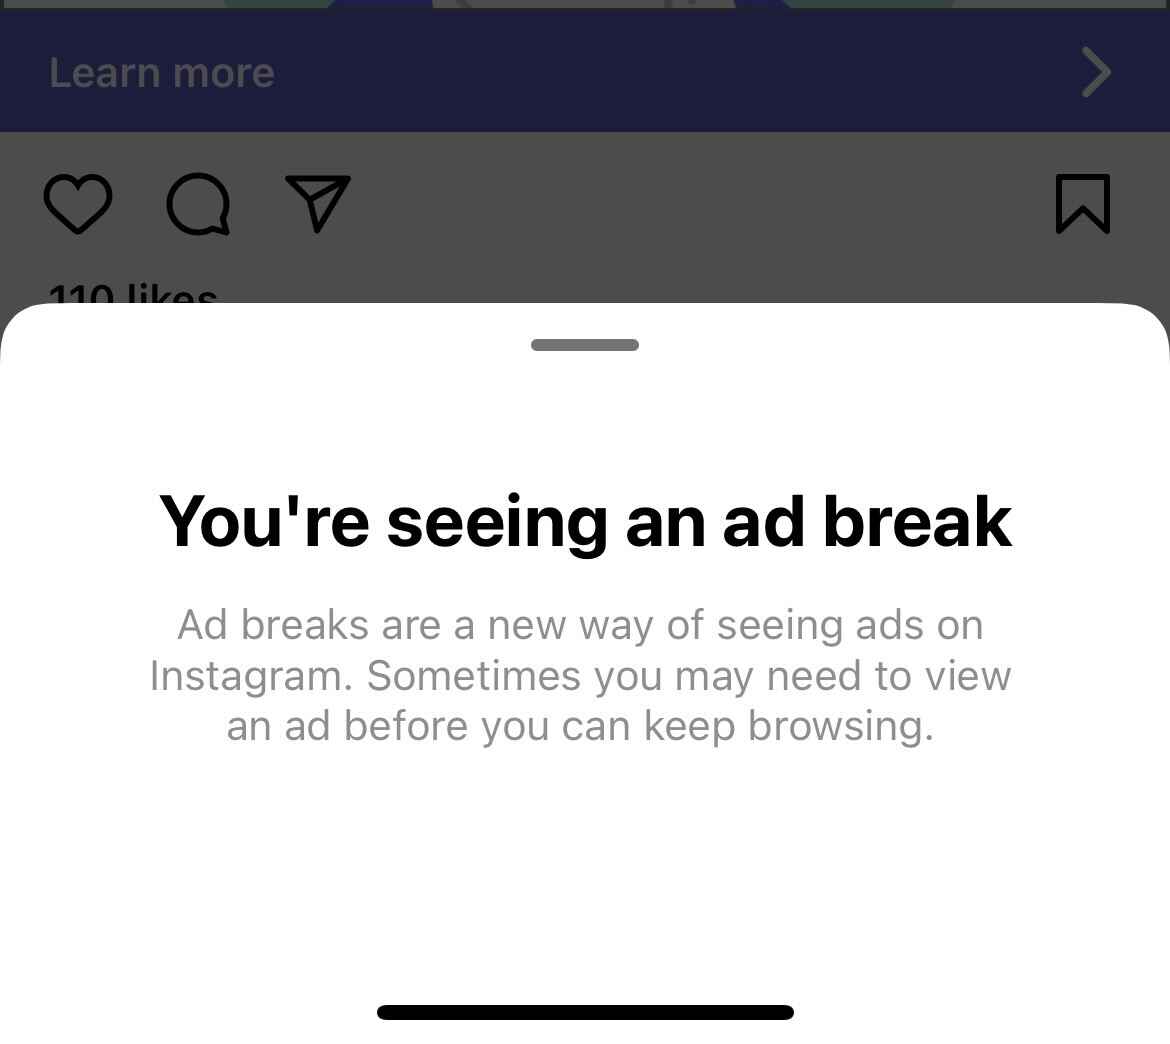 Learn more
110 likes
You're seeing an ad break
Ad breaks are a new way of seeing ads on
Instagram. Sometimes you may need to view
an ad before you can keep browsing.